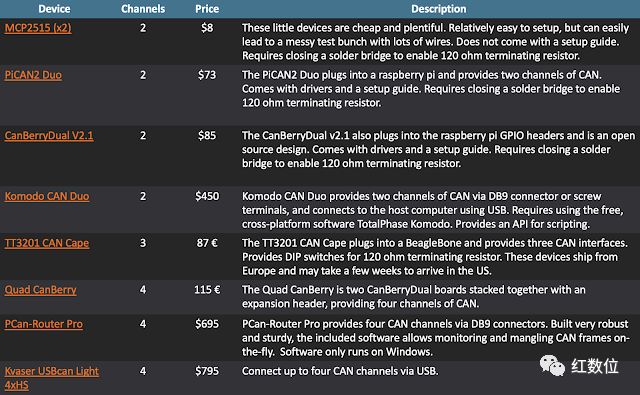 Device Channels Price Description
MCP2515 (x2) 2 $8 These little devices are cheap and plentiful. Relatively easy to setup, but can easily
lead to a messy test bunch with lots of wires. Does not come with a setup guide.
Requires closing a solder bridge to enable 120 ohm terminating resistor.
PiCAN2 Duo 2 $73 The PiCAN2 Duo plugs into a raspberry pi and provides two channels of CAN.
Comes with drivers and a setup guide. Requires closing a solder bridge to enable
120 ohm terminating resistor.
CanBerryDual V2.1 2 $85 The CanBerryDual v2.1 also plugs into the raspberry pi GPIO headers and is an open
source design. Comes with drivers and a setup guide. Requires closing a solder
bridge to enable 120 ohm terminating resistor.
Komodo CAN Duo 2 $450 Komodo CAN Duo provides two channels of CAN via DB9 connector or screw
terminals, and connects to the host computer using USB. Requires using the free,
cross-platform software TotalPhase Komodo. Provides an API for scripting.
TT3201 CAN Cape 3 87 € The TT3201 CAN Cape plugs into a BeagleBone and provides three CAN interfaces.
Provides DIP switches for 120 ohm terminating resistor. These devices ship from
Europe and may take a few weeks to arrive in the US.
Quad CanBerry 4 115 € The Quad CanBerry is two CanBerryDual boards stacked together with an
expansion header, providing four channels of CAN.
PCan-Router Pro 4 $695 PCan-Router Pro provides four CAN channels via DB9 connectors. Built very robust
and sturdy, the included software allows monitoring and mangling CAN frames on-
the-fly. Software only runs on Windows.
Kvaser USBcan Light 4 $795 Connect up to four CAN channels via USB.
4xHS
红数位